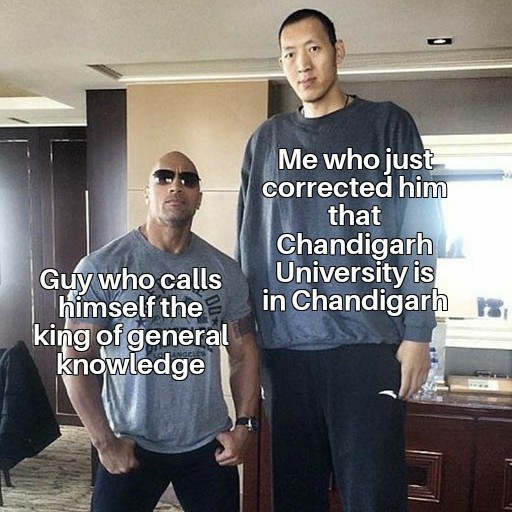 Me who just
corrected him
that
Chandigarh
University is
in Chandigarh
Guy who calls
himself the
king of general
knowledge